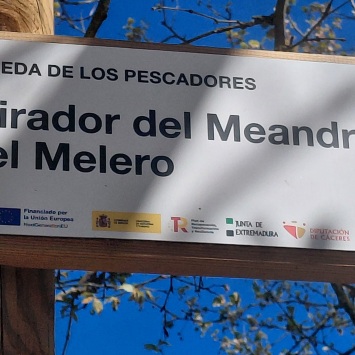 EDA DE LOS PESCADORES
irador del Meandr
el Melero
Financiado por
la Unión Europea
NextGenerationEU
JUNTA DE
EXTREMADURA
DIPUTACIÓN
DE CÁCERES